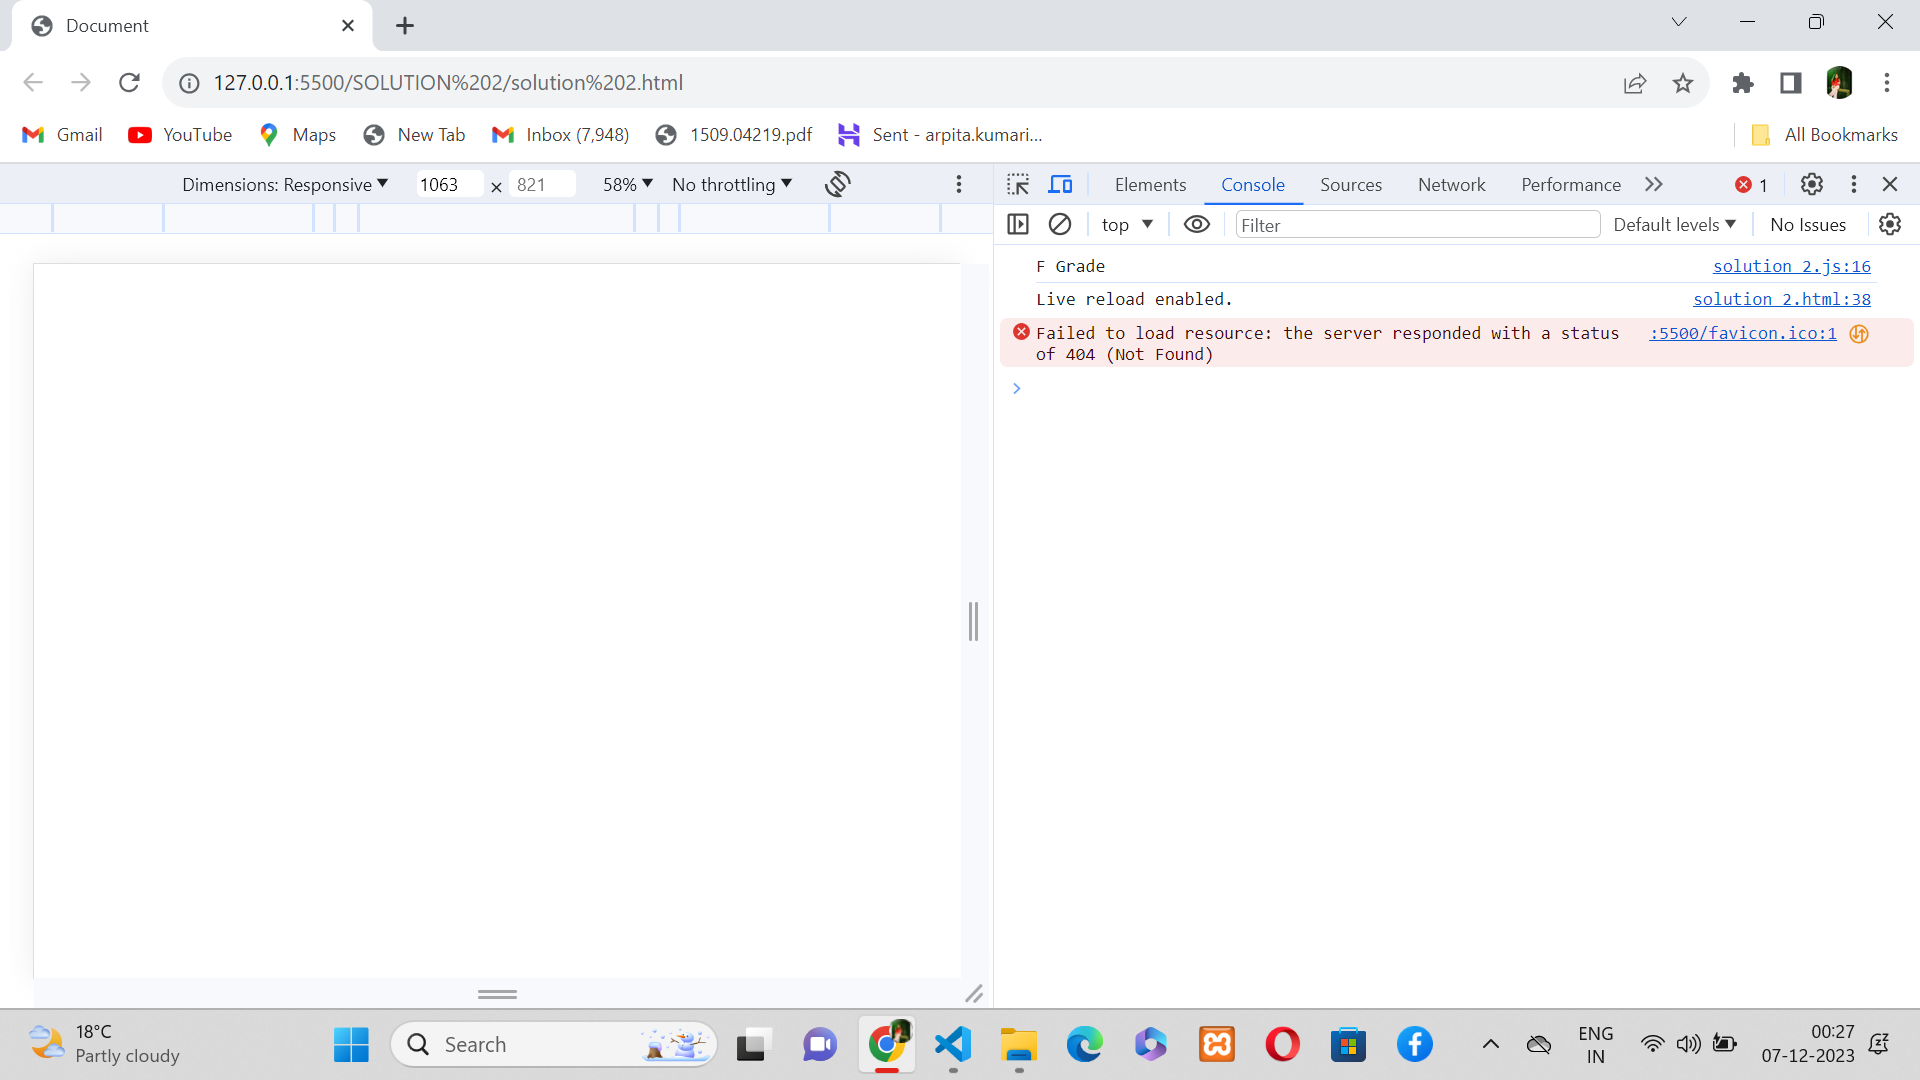 Document
127.0.0.1:5500/SOLUTION%202/solution%202.html
Gmail YouTube Maps New Tab Inbox (7,948) 1509.04219.pdf Sent - arpita.kumari... All Bookmarks
Dimensions: Responsive 1063 × 821 58% No throttling
Elements Console Sources Network Performance 1
top Filter Default levels No Issues
F Grade solution 2.js:16
Live reload enabled. solution 2.html:38
Failed to load resource: the server responded with a status :5500/favicon.ico:1
of 404 (Not Found)
18°C
Partly cloudy
Search
ENG
IN
00:27
07-12-2023